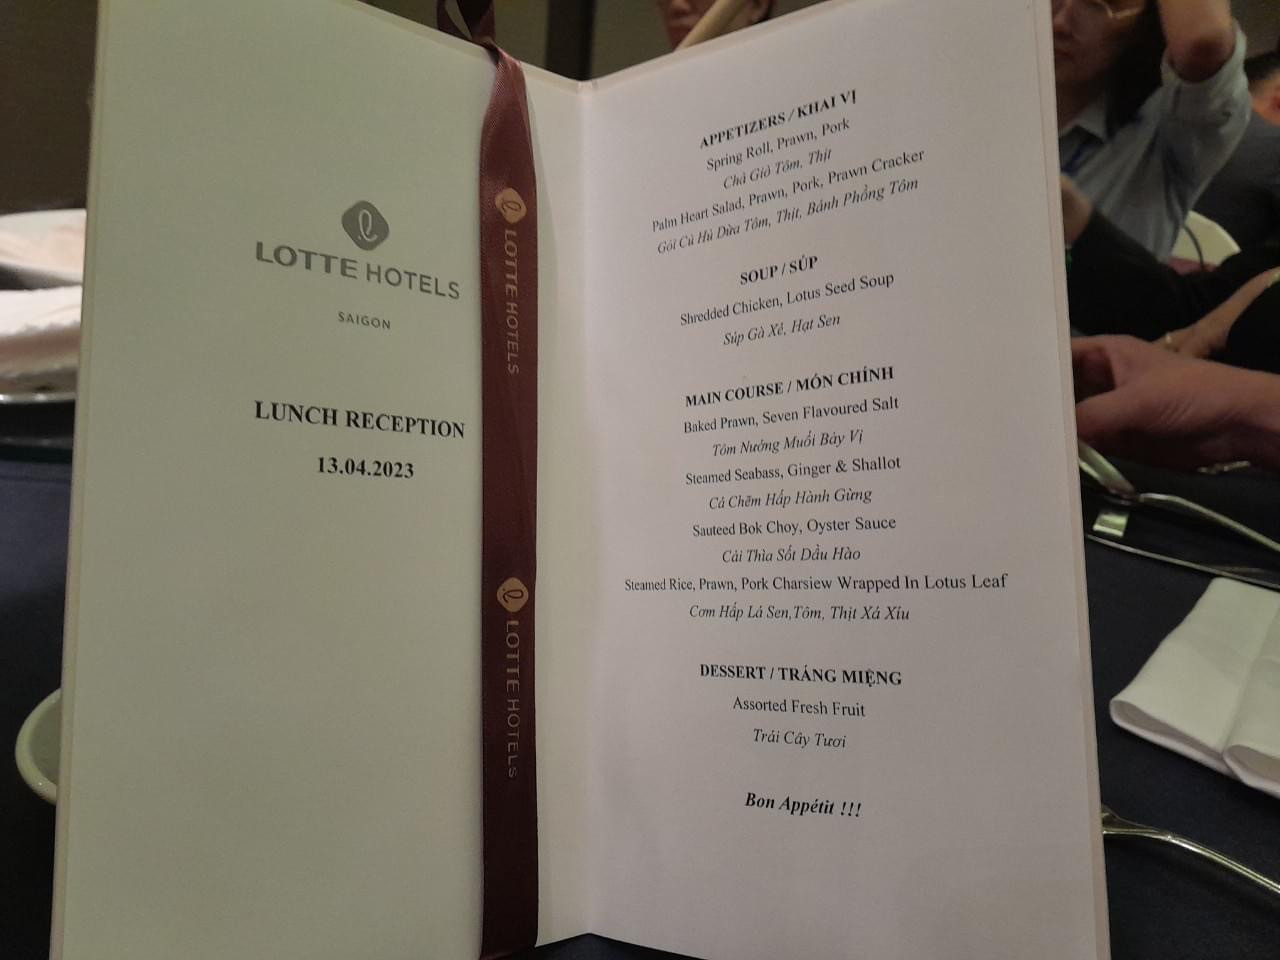 LOTTE HOTELS
SAIGON
LUNCH RECEPTION
13.04.2023
LOTTE HOTELS
LOTTE HOTELS
APPETIZERS / KHAI VỊ
Spring Roll, Prawn, Pork
Chả Giò Tôm, Thịt
Palm Heart Salad, Prawn, Pork, Prawn Cracker
Gỏi Củ Hủ Dừa Tôm, Thịt, Bánh Phồng Tôm
SOUP / SÚP
Shredded Chicken, Lotus Seed Soup
Súp Gà Xé, Hạt Sen
MAIN COURSE / MÓN CHÍNH
Baked Prawn, Seven Flavoured Salt
Tôm Nướng Muối Bảy Vị
Steamed Seabass, Ginger & Shallot
Cá Chẽm Hấp Hành Gừng
Sauteed Bok Choy, Oyster Sauce
Cải Thìa Sốt Dầu Hào
Steamed Rice, Prawn, Pork Charsiew Wrapped In Lotus Leaf
Cơm Hấp Lá Sen,Tôm, Thịt Xá Xíu
DESSERT / TRÁNG MIỆNG
Assorted Fresh Fruit
Trái Cây Tươi
Bon Appétit !!!